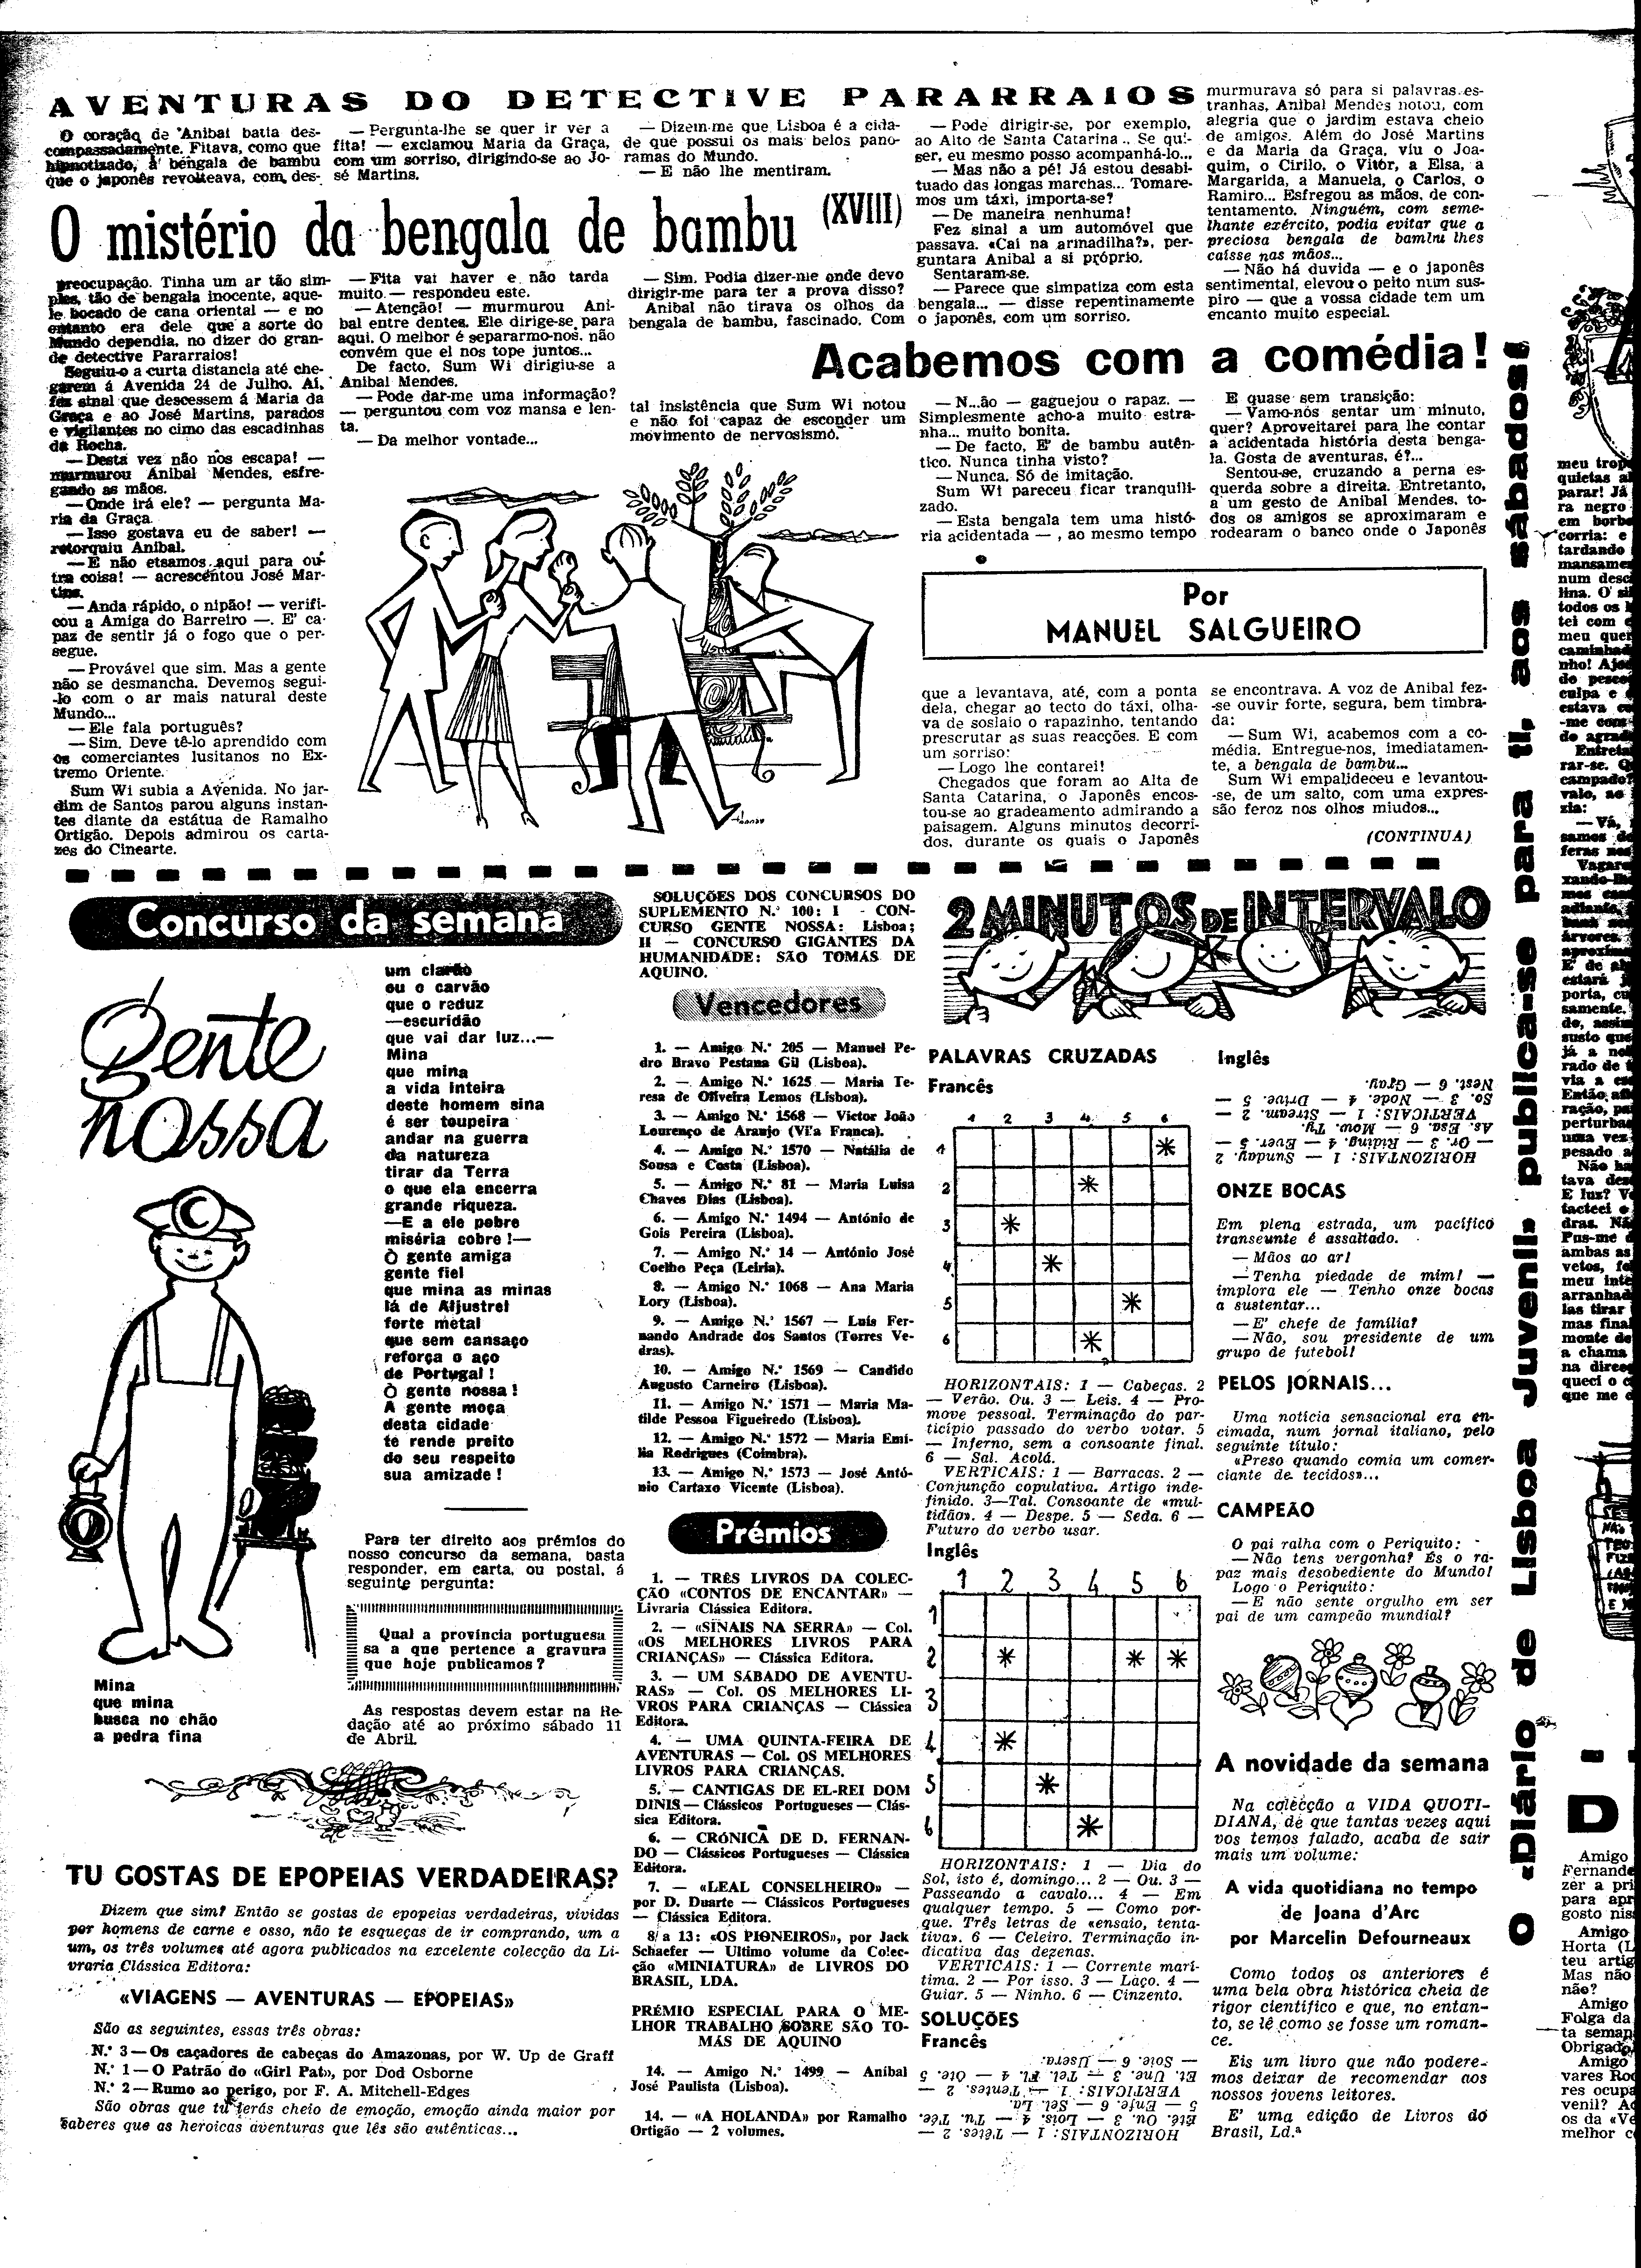 AVENTURAS DO DETECTIVE PARARRAIOS
O mistério da bengala de bambu (XVIII)
O coração de Anibal batia des-
compassadamente. Fitava, como que
hipnotizado, a bengala de bambu
que o japonês revolteava, com des-
preocupação. Tinha um ar tão sim-
ples, tão de bengala inocente, aque-
le bocado de cana oriental — e no
entanto era dele que a sorte do
Mundo dependia, no dizer do gran-
de detective Pararraios!
Seguiu-o a curta distancia até che-
garem á Avenida 24 de Julho. Aí,
fez sinal que descessem á Maria da
Graça e ao José Martins, parados
e vigilantes no cimo das escadinhas
da Rocha.
— Desta vez não nos escapa! —
murmurou Anibal Mendes, esfre-
gando as mãos.
— Onde irá ele? — pergunta Ma-
ria da Graça.
— Isso gostava eu de saber! —
retorquiu Anibal.
— E não etsamos aqui para ou-
tra coisa! — acrescentou José Mar-
tins.
— Anda rápido, o nipão! — verifi-
cou a Amiga do Barreiro —. E' ca-
paz de sentir já o fogo que o per-
segue.
— Provável que sim. Mas a gente
não se desmancha. Devemos segui-
-lo com o ar mais natural deste
Mundo...
— Ele fala português?
— Sim. Deve tê-lo aprendido com
os comerciantes lusitanos no Ex-
tremo Oriente.
Sum Wi subia a Avenida. No jar-
dim de Santos parou alguns instan-
tes diante da estátua de Ramalho
Ortigão. Depois admirou os carta-
zes do Cinearte.
— Pergunta-lhe se quer ir ver a
fita! — exclamou Maria da Graça,
com um sorriso, dirigindo-se ao Jo-
sé Martins.
— Fita vai haver e não tarda
muito — respondeu este.
— Atenção! — murmurou Ani-
bal entre dentes. Ele dirige-se para
aqui. O melhor é separarmo-nos. não
convém que el nos tope juntos...
De facto, Sum Wi dirigiu-se a
Anibal Mendes.
— Pode dar-me uma informação?
— perguntou com voz mansa e len-
ta.
— Da melhor vontade...
— Dizem-me que Lisboa é a cida-
de que possui os mais belos pano-
ramas do Mundo.
— E não lhe mentiram.
— Sim. Podia dizer-me onde devo
dirigir-me para ter a prova disso?
Anibal não tirava os olhos da
bengala de bambu, fascinado. Com
tal insistência que Sum Wi notou
e não foi capaz de esconder um
movimento de nervosismo.
— Pode dirigir-se, por exemplo,
ao Alto de Santa Catarina.. Se qui-
ser, eu mesmo posso acompanhá-lo...
— Mas não a pé! Já estou desabi-
tuado das longas marchas... Tomare-
mos um táxi, importa-se?
— De maneira nenhuma!
Fez sinal a um automóvel que
passava. «Caí na armadilha?», per-
guntara Anibal a si próprio.
Sentaram-se.
— Parece que simpatiza com esta
bengala... — disse repentinamente
o japonês, com um sorriso.
Acabemos com a comédia!
— N...ão — gaguejou o rapaz. —
Simplesmente acho-a muito estra-
nha... muito bonita.
— De facto, E' de bambu autên-
tico. Nunca tinha visto?
— Nunca. Só de imitação.
Sum Wi pareceu ficar tranquili-
zado.
— Esta bengala tem uma histó-
ria acidentada — , ao mesmo tempo
Por
MANUEL SALGUEIRO
que a levantava, até, com a ponta
dela, chegar ao tecto do táxi, olha-
va de soslaio o rapazinho, tentando
prescrutar as suas reacções. E com
um sorriso:
— Logo lhe contarei!
Chegados que foram ao Alta de
Santa Catarina, o Japonês encos-
tou-se ao gradeamento admirando a
paisagem. Alguns minutos decorri-
dos, durante os quais o Japonês
murmurava só para si palavras es-
tranhas, Anibal Mendes notou, com
alegria que o jardim estava cheio
de amigos. Além do José Martins
e da Maria da Graça, viu o Joa-
quim, o Cirilo, o Vitór, a Elsa, a
Margarida, a Manuela, o Carlos, o
Ramiro... Esfregou as mãos, de con-
tentamento. Ninguém, com seme-
lhante exército, podia evitar que a
preciosa bengala de bambu lhes
caísse nas mãos...
— Não há duvida — e o japonês
sentimental, elevou o peito num sus-
piro — que a vossa cidade tem um
encanto muito especial.
E quase sem transição:
— Vamo-nós sentar um minuto,
quer? Aproveitarei para lhe contar
a acidentada história desta benga-
la. Gosta de aventuras, é?...
Sentou-se, cruzando a perna es-
querda sobre a direita. Entretanto,
a um gesto de Anibal Mendes, to-
dos os amigos se aproximaram e
rodearam o banco onde o Japonês
se encontrava. A voz de Anibal fez-
-se ouvir forte, segura, bem timbra-
da:
— Sum Wi, acabemos com a co-
média. Entregue-nos, imediatamen-
te, a bengala de bambu...
Sum Wi empalideceu e levantou-
-se, de um salto, com uma expres-
são feroz nos olhos miudos...
(CONTINUA)
Concurso da semana
Gente
nossa
Mina
que mina
busca no chão
a pedra fina
um clarão
ou o carvão
que o reduz
—escuridão
que vai dar luz...—
Mina
que mina
a vida inteira
deste homem sina
é ser toupeira
andar na guerra
da natureza
tirar da Terra
o que ela encerra
grande riqueza.
—E a ele pobre
miséria cobre !—
Ò gente amiga
gente fiel
que mina as minas
lá de Aljustrel
forte metal
que sem cansaço
reforça o aço
de Portugal !
Ò gente nossa !
A gente moça
desta cidade
te rende preito
do seu respeito
sua amizade !
Para ter direito aos prémios do
nosso concurso da semana, basta
responder, em carta, ou postal, á
seguinte pergunta:
Qual a província portuguesa
sa a que pertence a gravura
que hoje publicamos?
As respostas devem estar na Re-
dação até ao próximo sábado 11
de Abril.
TU GOSTAS DE EPOPEIAS VERDADEIRAS?
Dizem que sim? Então se gostas de epopeias verdadeiras, vividas
por homens de carne e osso, não te esqueças de ir comprando, um a
um, os três volumes até agora publicados na excelente colecção da Li-
vraria Clássica Editora:
«VIAGENS — AVENTURAS — EPOPEIAS»
São as seguintes, essas três obras:
N.º 3 — Os caçadores de cabeças do Amazonas, por W. Up de Graff
N.º 1 — O Patrão do «Girl Pat», por Dod Osborne
N.º 2 — Rumo ao perigo, por F. A. Mitchell-Edges
São obras que tu terás cheio de emoção, emoção ainda maior por
saberes que as heroicas aventuras que lês são autênticas...
SOLUÇÕES DOS CONCURSOS DO
SUPLEMENTO N.º 100: I - CON-
CURSO GENTE NOSSA: Lisboa;
II — CONCURSO GIGANTES DA
HUMANIDADE: SÃO TOMÁS DE
AQUINO.
Vencedores
1. — Amigo N.º 205 — Manuel Pe-
dro Bravo Pestana Gil (Lisboa).
2. — Amigo N.º 1625 — Maria Te-
resa de Oliveira Lemos (Lisboa).
3. — Amigo N.º 1568 — Victor João
Lourenço de Araujo (Vi'a Franca).
4. — Amigo N.º 1570 — Natália de
Sousa e Costa (Lisboa).
5. — Amigo N.º 81 — Maria Luisa
Chaves Dias (Lisboa).
6. — Amigo N.º 1494 — António de
Gois Pereira (Lisboa).
7. — Amigo N.º 14 — António José
Coelho Peça (Leiria).
8. — Amigo N.º 1068 — Ana Maria
Lory (Lisboa).
9. — Amigo N.º 1567 — Luís Fer-
nando Andrade dos Santos (Torres Ve-
dras).
10. — Amigo N.º 1569 — Candido
Augusto Carneiro (Lisboa).
11. — Amigo N.º 1571 — Maria Ma-
tilde Pessoa Figueiredo (Lisboa).
12. — Amigo N.º 1572 — Maria Emí-
lia Rodrigues (Coimbra).
13. — Amigo N.º 1573 — José Antó-
nio Cartaxo Vicente (Lisboa).
Prémios
1. — TRÊS LIVROS DA COLEC-
ÇÃO «CONTOS DE ENCANTAR» —
Livraria Clássica Editora.
2. — «SINAIS NA SERRA» — Col.
«OS MELHORES LIVROS PARA
CRIANÇAS» — Clássica Editora.
3. — UM SÁBADO DE AVENTU-
RAS» — Col. OS MELHORES LI-
VROS PARA CRIANÇAS — Clássica
Editora.
4. — UMA QUINTA-FEIRA DE
AVENTURAS — Col. OS MELHORES
LIVROS PARA CRIANÇAS.
5. — CANTIGAS DE EL-REI DOM
DINIS — Clássicos Portugueses — Clás-
sica Editora.
6. — CRÓNICA DE D. FERNAN-
DO — Clássicos Portugueses — Clássica
Editora.
7. — «LEAL CONSELHEIRO» —
por D. Duarte — Clássicos Portugueses
— Clássica Editora.
8 a 13: «OS PIONEIROS», por Jack
Schaefer — Ultimo volume da Colec-
ção «MINIATURA» de LIVROS DO
BRASIL, LDA.
PRÉMIO ESPECIAL PARA O ME-
LHOR TRABALHO SOBRE SÃO TO-
MÁS DE AQUINO
14. — Amigo N.º 1499 — Aníbal
José Paulista (Lisboa).
14. — «A HOLANDA» por Ramalho
Ortigão — 2 volumes.
2 MINUTOS DE INTERVALO
PALAVRAS CRUZADAS
Francês
1 2 3 4 5 6
1
2
3
4
5
6
HORIZONTAIS: 1 — Cabeças. 2
— Verão. Ou. 3 — Leis. 4 — Pro-
move pessoal. Terminação do par-
ticípio passado do verbo votar. 5
— Inferno, sem a consoante final.
6 — Sal. Acolá.
VERTICAIS: 1 — Barracas. 2 —
Conjunção copulativa. Artigo inde-
finido. 3—Tal. Consoante de «mul-
tidão». 4 — Despe. 5 — Seda. 6 —
Futuro do verbo usar.
Inglês
1 2 3 4 5 6
1
2
3
4
5
6
HORIZONTAIS: 1 — Dia do
Sol, isto é, domingo... 2 — Ou. 3 —
Passeando a cavalo... 4 — Em
qualquer tempo. 5 — Como por-
que. Três letras de «ensaio, tenta-
tiva». 6 — Celeiro. Terminação in-
dicativa das dezenas.
VERTICAIS: 1 — Corrente marí-
tima. 2 — Por isso. 3 — Laço. 4 —
Guiar. 5 — Ninho. 6 — Cinzento.
SOLUÇÕES
Francês
HORIZONTAIS: 1 — Têtes. 2 —
Eté. Ou. 3 — Lois. 4 — Tu. Tée.
5 — Enfe. 6 — Sel. La.
VERTICAIS: 1 — Tentes. 2 —
Et. Une. 3 — Tel. Fl. 4 — Ote. 5
— Soie. 6 — Usera.
Inglês
HORIZONTAIS: 1 — Sunday. 2
— Or. 3 — Riding. 4 — Ever. 5 —
As. Esa. 6 — Mow. Ty.
VERTICAIS: 1 — Stream. 2 —
So. 3 — Node. 4 — Drive. 5 —
Nest. 6 — Gray.
ONZE BOCAS
Em plena estrada, um pacífico
transeunte é assaltado.
— Mãos ao ar!
— Tenha piedade de mim! —
implora ele — Tenho onze bocas
a sustentar...
— E' chefe de família?
— Não, sou presidente de um
grupo de futebol!
PELOS JORNAIS...
Uma notícia sensacional era en-
cimada, num jornal italiano, pelo
seguinte título:
«Preso quando comia um comer-
ciante de tecidos»...
CAMPEÃO
O pai ralha com o Periquito:
— Não tens vergonha? És o ra-
paz mais desobediente do Mundo!
Logo o Periquito:
— E não sente orgulho em ser
pai de um campeão mundial?
A novidade da semana
Na colecção a VIDA QUOTI-
DIANA, de que tantas vezes aqui
vos temos falado, acaba de sair
mais um volume:
A vida quotidiana no tempo
de Joana d'Arc
por Marcelin Defourneaux
Como todos os anteriores é
uma bela obra histórica cheia de
rigor científico e que, no entan-
to, se lê como se fosse um roman-
ce.
Eis um livro que não podere-
mos deixar de recomendar aos
nossos jovens leitores.
E' uma edição de Livros do
Brasil, Ld.ª
O «Diário de Lisboa Juvenil» publica-se para ti, aos sábados!